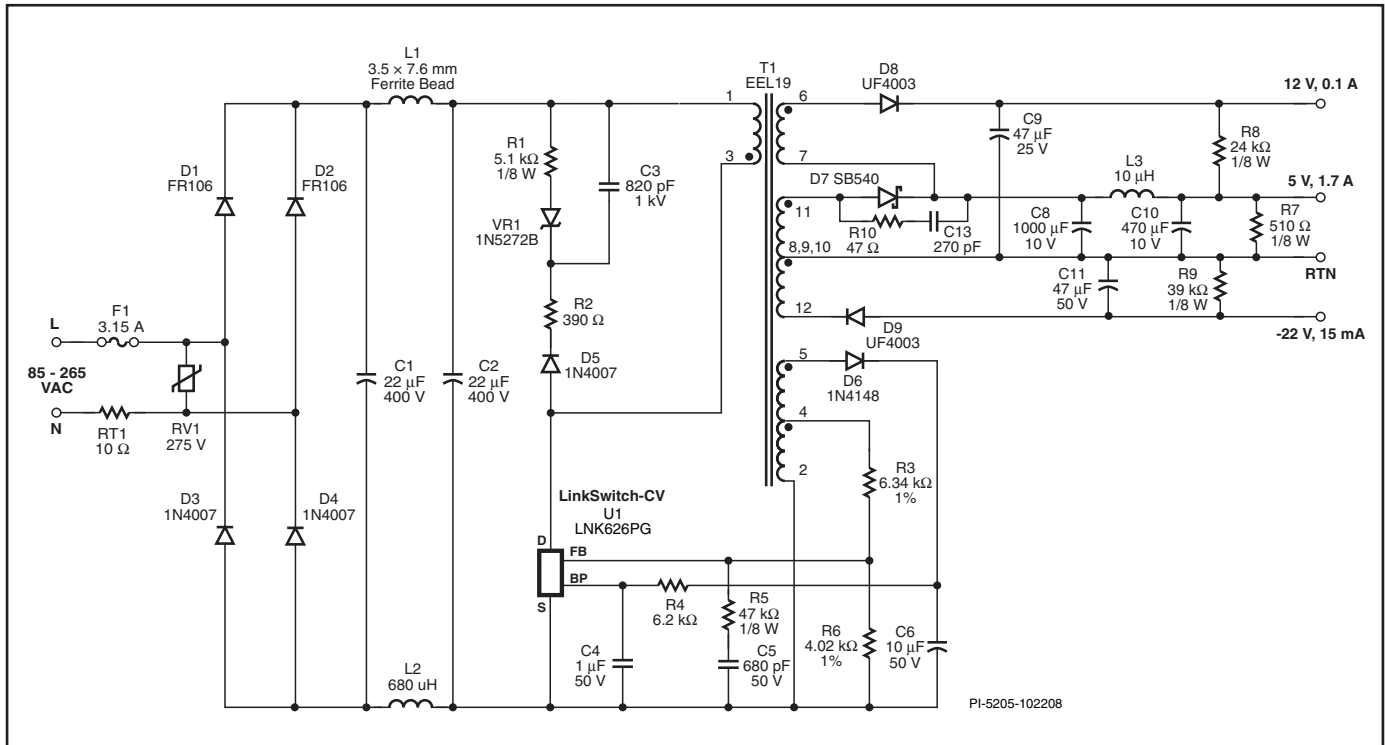 L1
3.5 × 7.6 mm
Ferrite Bead
T1
EEL19
D8
UF4003
12 V, 0.1 A
1
6
C9
47 µF
25 V
R8
24 kΩ
1/8 W
R1
5.1 kΩ
1/8 W
C3
820 pF
1 kV
3
7
L3
10 µH
D1
FR106
D2
FR106
D7 SB540
5 V, 1.7 A
VR1
1N5272B
11
R10
47 Ω
C13
270 pF
C8
1000 µF
10 V
C10
470 µF
10 V
R7
510 Ω
1/8 W
8,9,10
RTN
R2
390 Ω
C11
47 µF
50 V
R9
39 kΩ
1/8 W
12
D9
UF4003
-22 V, 15 mA
F1
3.15 A
L
85 - 265
VAC
N
RT1
10 Ω
RV1
275 V
C1
22 µF
400 V
C2
22 µF
400 V
D5
1N4007
5
D6
1N4148
4
2
R3
6.34 kΩ
1%
D3
1N4007
D4
1N4007
LinkSwitch-CV
U1
LNK626PG
D
FB
BP
S
R4
6.2 kΩ
R5
47 kΩ
1/8 W
R6
4.02 kΩ
1%
C6
10 µF
50 V
C4
1 µF
50 V
C5
680 pF
50 V
L2
680 uH
PI-5205-102208